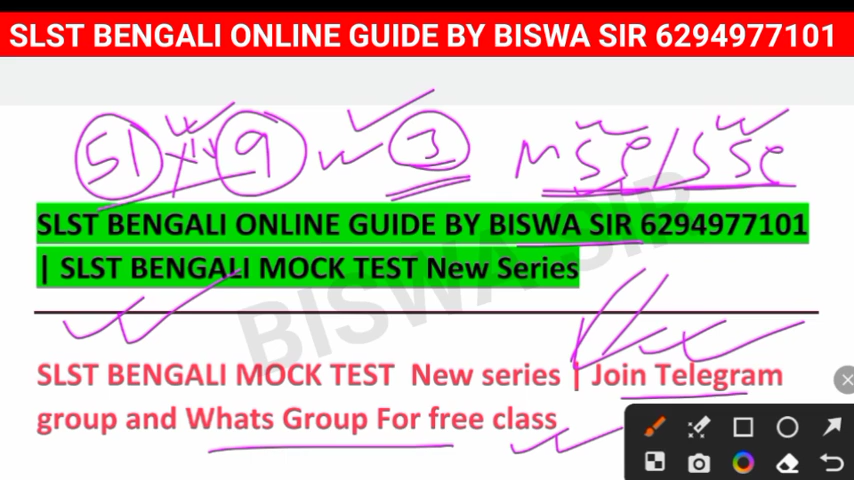 SLST BENGALI ONLINE GUIDE BY BISWA SIR 6294977101
51 9 3 MSC/SSC
SLST BENGALI ONLINE GUIDE BY BISWA SIR 6294977101
| SLST BENGALI MOCK TEST New Series
BISWA SIR
SLST BENGALI MOCK TEST New series | Join Telegram
group and Whats Group For free class